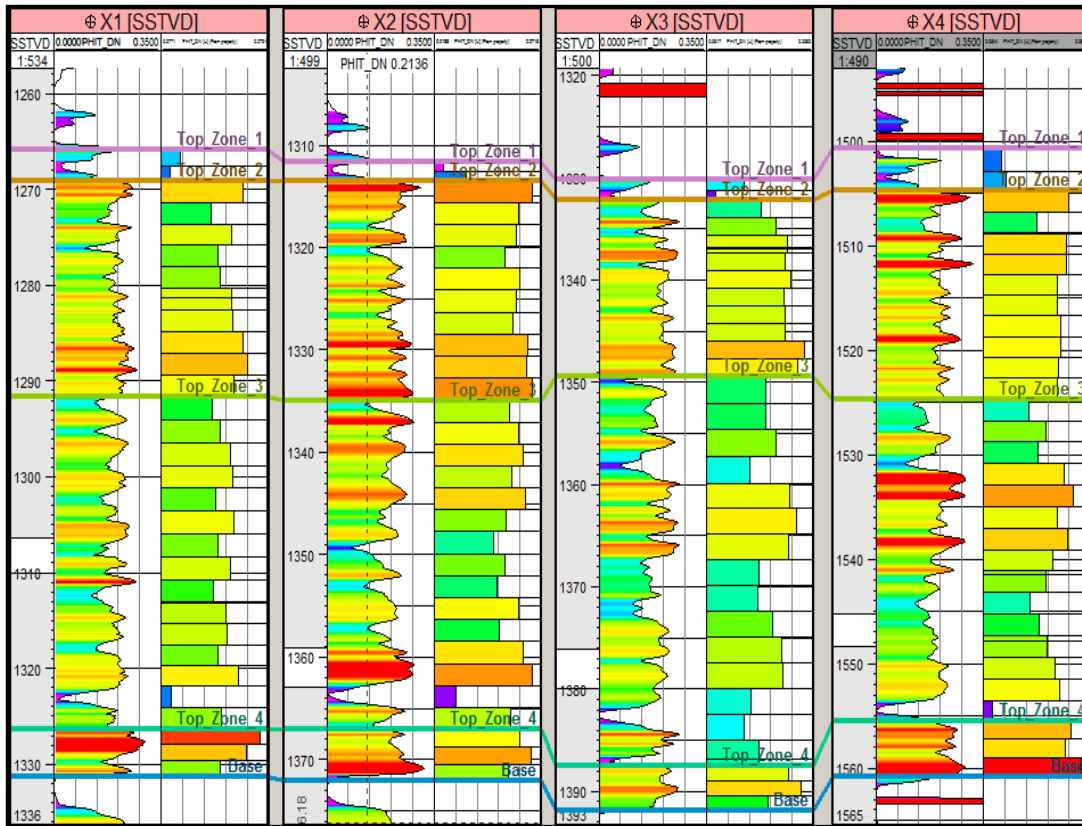 ⊕ X1 [SSTVD]
SSTVD 0.0000 PHIT_DN 0.3500
1:534
1260
Top_Zone_1
Top_Zone_2
1270
1280
1290
Top_Zone_3
1300
1310
1320
Top_Zone_4
1330
Base
1336
⊕ X2 [SSTVD]
SSTVD 0.0000 PHIT_DN 0.3500
1:499
PHIT_DN 0.2136
1310
Top_Zone_1
Top_Zone_2
1320
1330
Top_Zone_3
1340
1350
1360
Top_Zone_4
1370
Base
6.18
⊕ X3 [SSTVD]
SSTVD 0.0000 PHIT_DN 0.3500
1:500
1320
Top_Zone_1
Top_Zone_2
1340
Top_Zone_3
1350
1360
1370
1380
Top_Zone_4
1390
Base
1393
⊕ X4 [SSTVD]
SSTVD 0.0000 PHIT_DN 0.3500
1:490
1500
Top_Zone_1
Top_Zone_2
1510
1520
Top_Zone_3
1530
1540
1550
Top_Zone_4
1560
Base
1565